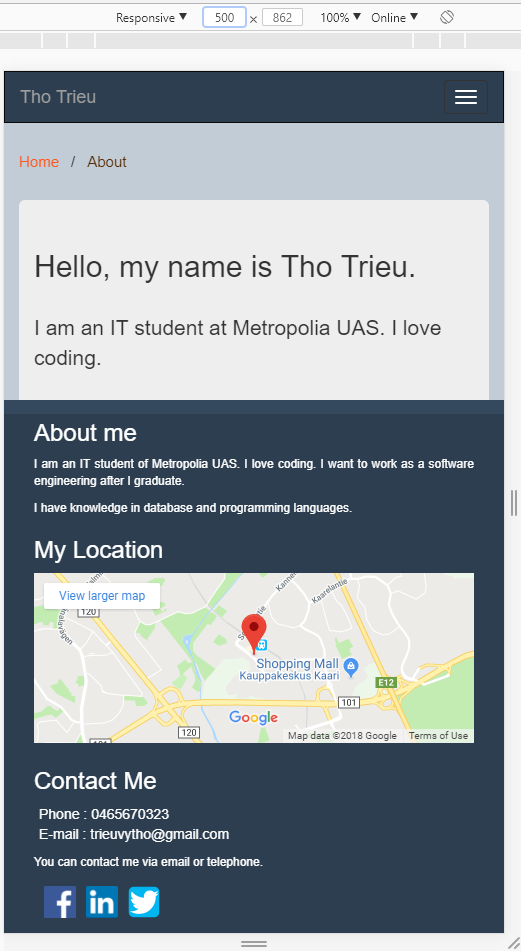 Responsive ▼ 500 × 862 100% ▼ Online ▼
Tho Trieu
Home / About
Hello, my name is Tho Trieu.
I am an IT student at Metropolia UAS. I love
coding.
About me
I am an IT student of Metropolia UAS. I love coding. I want to work as a software
engineering after I graduate.
I have knowledge in database and programming languages.
My Location
View larger map
Kaarelantie
120
Shopping Mall
Kauppakeskus Kaari
E12
101
Google
120
101
Map data ©2018 Google Terms of Use
Contact Me
Phone : 0465670323
E-mail : trieuvytho@gmail.com
You can contact me via email or telephone.
f in